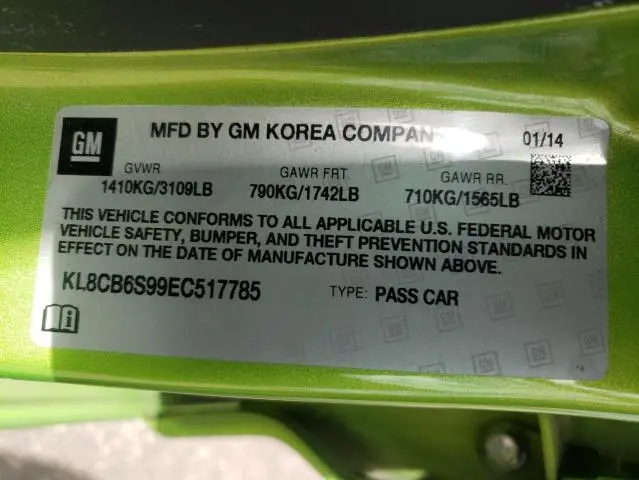 GM
MFD BY GM KOREA COMPAN
01/14
GVWR
1410KG/3109LB
GAWR FRT.
790KG/1742LB
GAWR RR.
710KG/1565LB
THIS VEHICLE CONFORMS TO ALL APPLICABLE U.S. FEDERAL MOTOR
VEHICLE SAFETY, BUMPER, AND THEFT PREVENTION STANDARDS IN
EFFECT ON THE DATE OF MANUFACTURE SHOWN ABOVE.
KL8CB6S99EC517785
TYPE: PASS CAR